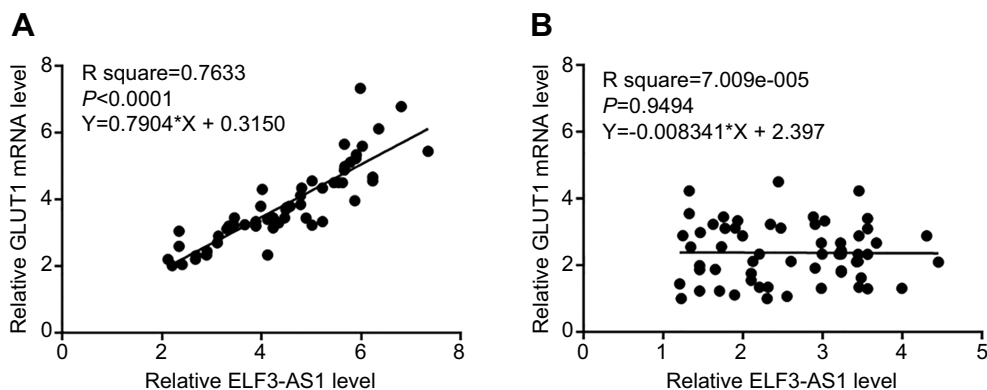 A
Relative GLUT1 mRNA level
8
6
4
2
0
R square=0.7633
P<0.0001
Y=0.7904*X + 0.3150
0 2 4 6 8
Relative ELF3-AS1 level
B
Relative GLUT1 mRNA level
8
6
4
2
0
R square=7.009e-005
P=0.9494
Y=-0.008341*X + 2.397
0 1 2 3 4 5
Relative ELF3-AS1 level